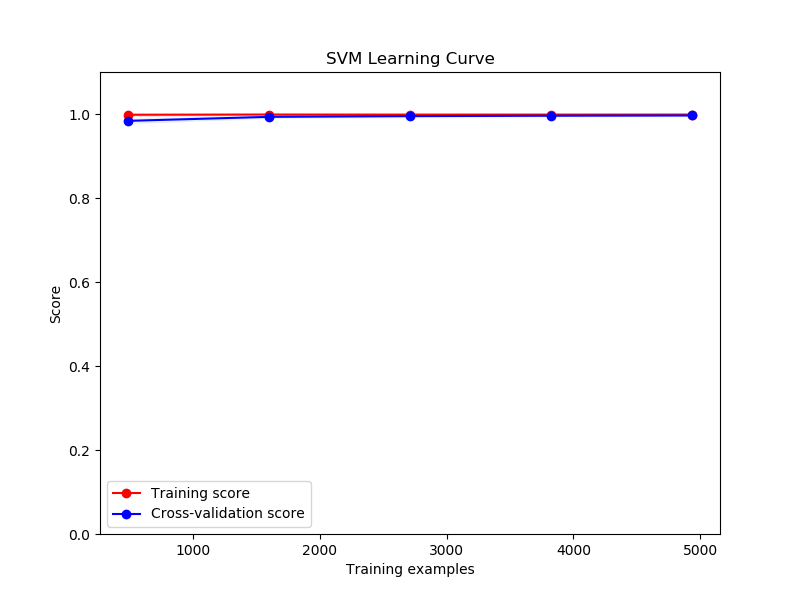 SVM Learning Curve
1.0
0.8
0.6
0.4
0.2
0.0
Score
Training score
Cross-validation score
1000 2000 3000 4000 5000
Training examples